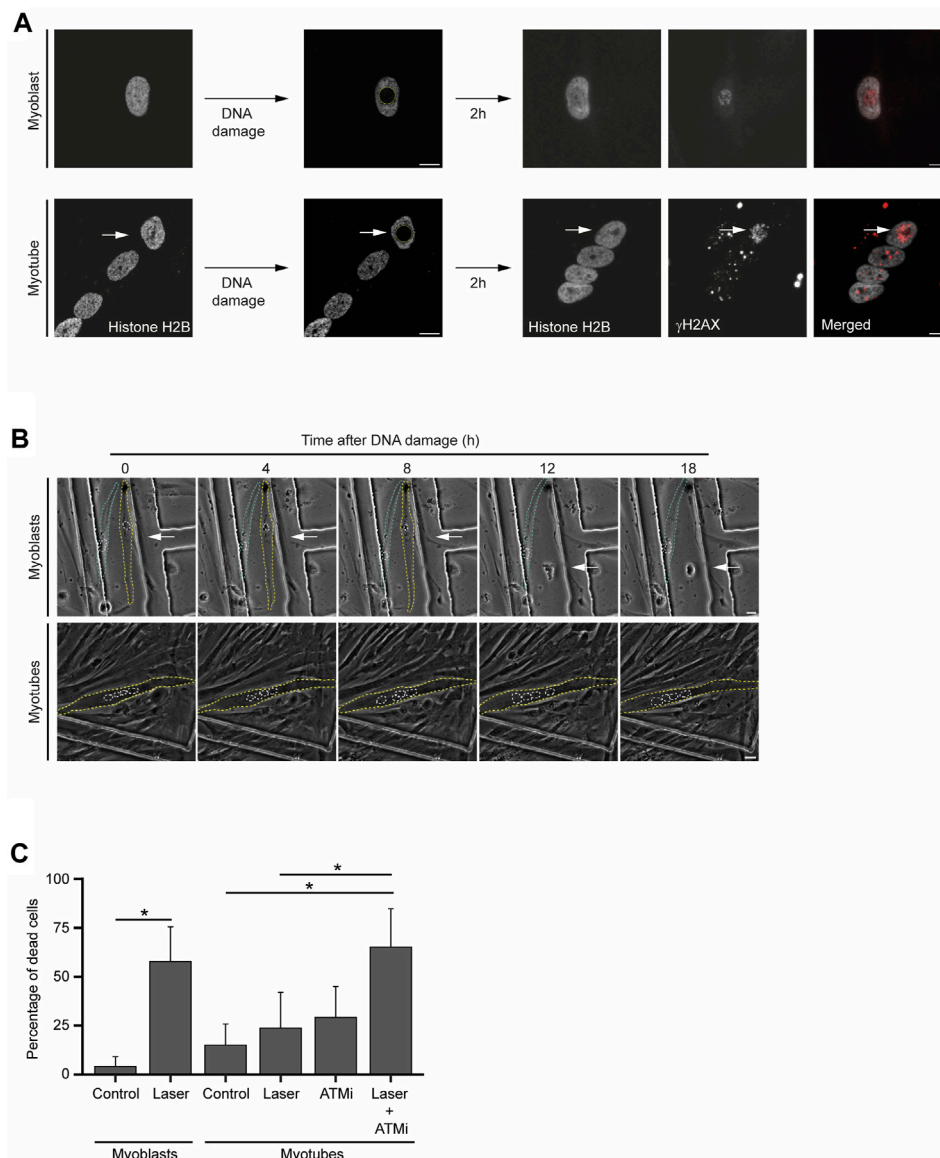 A
Myoblast
DNA
damage
2h
Myotube
DNA
damage
2h
Histone H2B
Histone H2B
γH2AX
Merged
B
Time after DNA damage (h)
0 4 8 12 18
Myoblasts
Myotubes
C
Percentage of dead cells
100
75
50
25
0
* * *
Control Laser Control Laser ATMi Laser
+
ATMi
Myoblasts Myotubes